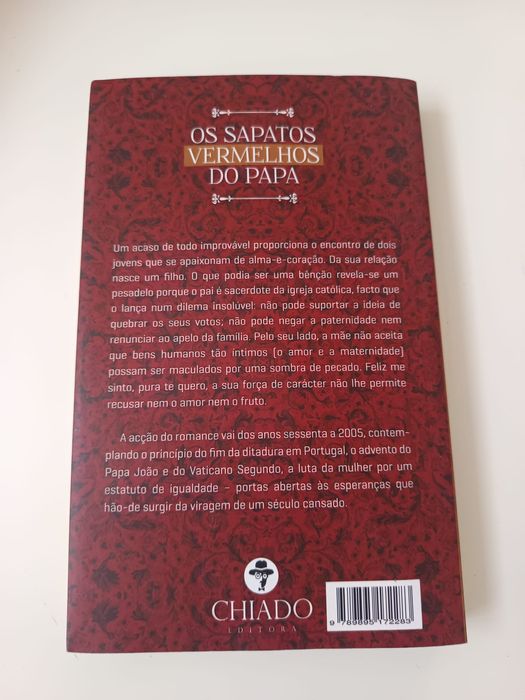 OS SAPATOS
VERMELHOS
DO PAPA
Um acaso de todo improvável proporciona o encontro de dois
jovens que se apaixonam de alma-e-coração. Da sua relação
nasce um filho. O que podia ser uma bênção revela-se um
pesadelo porque o pai é sacerdote da igreja católica, facto que
o lança num dilema insolúvel: não pode suportar a ideia de
quebrar os seus votos; não pode negar a paternidade nem
renunciar ao apelo da família. Pelo seu lado, a mãe não aceita
que bens humanos tão íntimos (o amor e a maternidade)
possam ser maculados por uma sombra de pecado. Feliz me
sinto, pura te quero, a sua força de carácter não lhe permite
recusar nem o amor nem o fruto.
A acção do romance vai dos anos sessenta a 2005, contem-
plando o princípio do fim da ditadura em Portugal, o advento do
Papa João e do Vaticano Segundo, a luta da mulher por um
estatuto de igualdade – portas abertas às esperanças que
hão-de surgir da viragem de um século cansado.
CHIADO
EDITORA
9 789895 172283